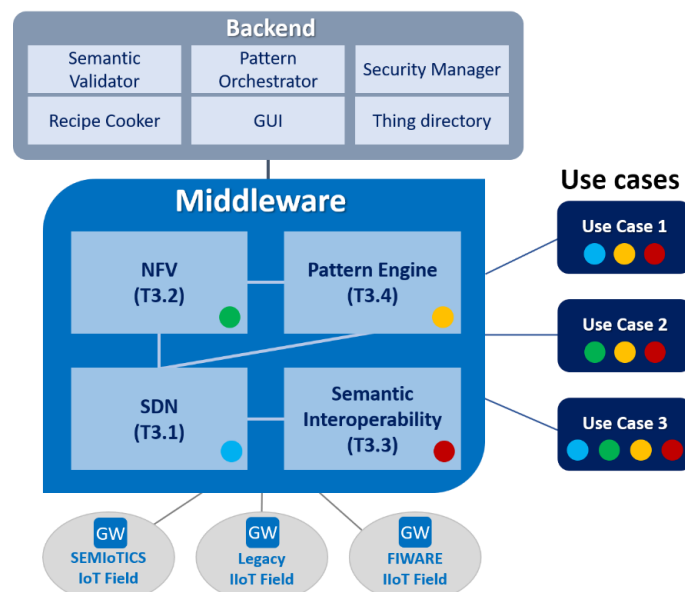 Backend
Semantic
Validator
Pattern
Orchestrator
Security Manager
Recipe Cooker
GUI
Thing directory
Middleware
Use cases
NFV
(T3.2)
Pattern Engine
(T3.4)
SDN
(T3.1)
Semantic
Interoperability
(T3.3)
Use Case 1
Use Case 2
Use Case 3
GW
SEMIoTICS
IoT Field
GW
Legacy
IIoT Field
GW
FIWARE
IIoT Field